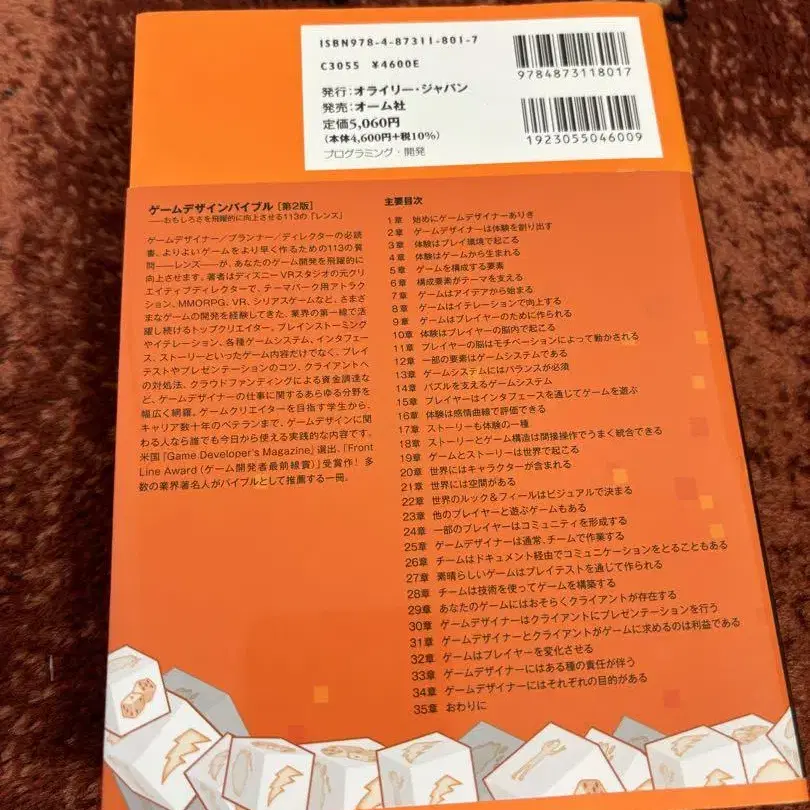 ISBN978-4-87311-801-7
C3055 ¥4600E
発行：オライリー・ジャパン
発売：オーム社
定価5,060円
（本体4,600円+税10%）
プログラミング・開発
9784873118017
1923055046009
ゲームデザインバイブル［第2版］
——おもしろさを飛躍的に向上させる113の「レンズ」
ゲームデザイナー／プランナー／ディレクターの必読
書、よりよいゲームをより早く作るための113の質
問——レンズ——が、あなたのゲーム開発を飛躍的に
向上させます。著者はディズニーVRスタジオの元クリ
エイティブディレクターで、テーマパーク用アトラク
ション、MMORPG、VR、シリアスゲームなど、さまざ
まなゲームの開発を経験してきた、業界の第一線で活
躍し続けるトップクリエイター。ブレインストーミング
やイテレーション、各種ゲームシステム、インタフェー
ス、ストーリーといったゲーム内容だけでなく、プレイ
テストやプレゼンテーションのコツ、クライアントへ
の対処法、クラウドファンディングによる資金調達な
ど、ゲームデザイナーの仕事に関するあらゆる分野を
幅広く網羅。ゲームクリエイターを目指す学生から、
キャリア数十年のベテランまで、ゲームデザインに関
わる人なら誰でも今日から使える実践的な内容です。
米国『Game Developer's Magazine』選出、「Front
Line Award（ゲーム開発者最前線賞）」受賞作！ 多
数の業界著名人がバイブルとして推薦する一冊。
主要目次
1章 始めにゲームデザイナーありき
2章 ゲームデザイナーは体験を創り出す
3章 体験はプレイ環境で起こる
4章 体験はゲームから生まれる
5章 ゲームを構成する要素
6章 構成要素がテーマを支える
7章 ゲームはアイデアから始まる
8章 ゲームはイテレーションで向上する
9章 ゲームはプレイヤーのために作られる
10章 体験はプレイヤーの脳内で起こる
11章 プレイヤーの脳はモチベーションによって動かされる
12章 一部の要素はゲームシステムである
13章 ゲームシステムにはバランスが必須
14章 パズルを支えるゲームシステム
15章 プレイヤーはインタフェースを通じてゲームを遊ぶ
16章 体験は感情曲線で評価できる
17章 ストーリーも体験の一種
18章 ストーリーとゲーム構造は間接操作でうまく統合できる
19章 ゲームとストーリーは世界で起こる
20章 世界にはキャラクターが含まれる
21章 世界には空間がある
22章 世界のルック＆フィールはビジュアルで決まる
23章 他のプレイヤーと遊ぶゲームもある
24章 一部のプレイヤーはコミュニティを形成する
25章 ゲームデザイナーは通常、チームで作業する
26章 チームはドキュメント経由でコミュニケーションをとることもある
27章 素晴らしいゲームはプレイテストを通じて作られる
28章 チームは技術を使ってゲームを構築する
29章 あなたのゲームにはおそらくクライアントが存在する
30章 ゲームデザイナーはクライアントにプレゼンテーションを行う
31章 ゲームデザイナーとクライアントがゲームに求めるのは利益である
32章 ゲームはプレイヤーを変化させる
33章 ゲームデザイナーにはある種の責任が伴う
34章 ゲームデザイナーにはそれぞれの目的がある
35章 おわりに